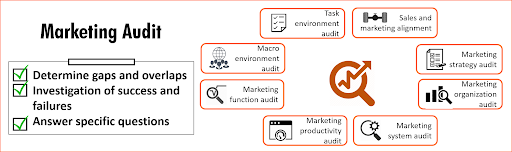 Marketing Audit
Determine gaps and overlaps
Investigation of success and
failures
Answer specific questions
Task
environment
audit
Sales and
marketing alignment
Macro
environment
audit
Marketing
strategy audit
Marketing
function audit
Marketing
organization
audit
Marketing
productivity
audit
Marketing
system audit